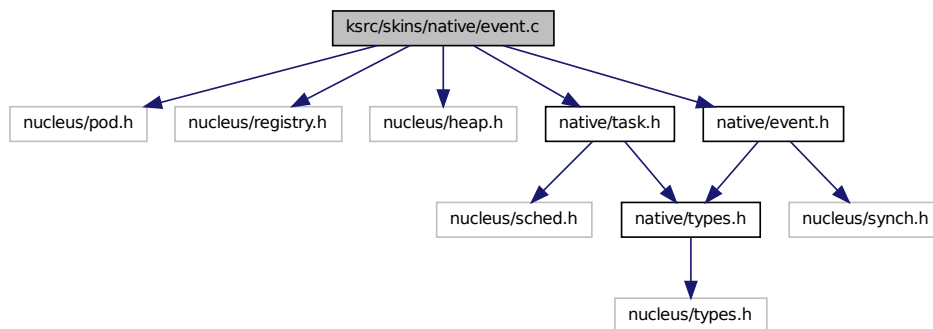 ksrc/skins/native/event.c
nucleus/pod.h
nucleus/registry.h
nucleus/heap.h
native/task.h
native/event.h
nucleus/sched.h
native/types.h
nucleus/synch.h
nucleus/types.h